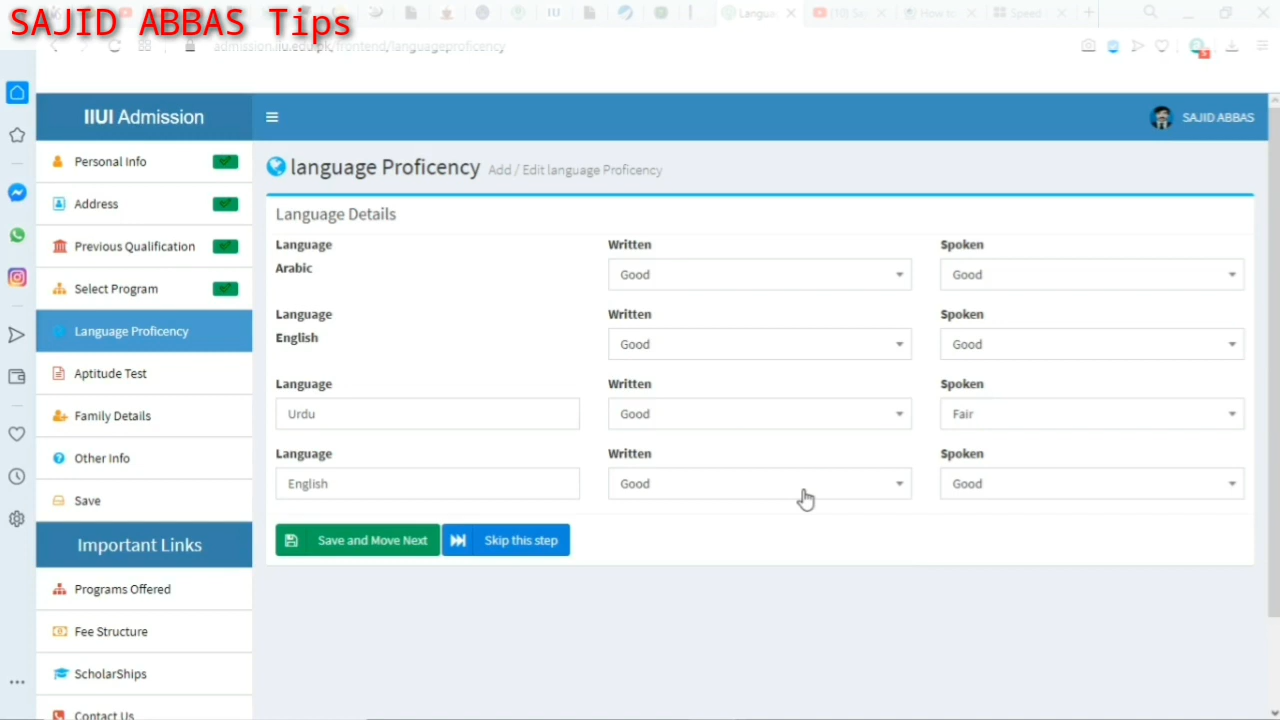 SAJID ABBAS Tips
admission.iiu.edu.pk/frontend/languageproficency
IIUI Admission
SAJID ABBAS
Personal Info
Address
Previous Qualification
Select Program
Language Proficency
Aptitude Test
Family Details
Other Info
Save
Important Links
Programs Offered
Fee Structure
ScholarShips
Contact Us
language Proficency Add / Edit language Proficency
Language Details
Language Written Spoken
Arabic Good Good
Language Written Spoken
English Good Good
Language Written Spoken
Urdu Good Fair
Language Written Spoken
English Good Good
Save and Move Next Skip this step